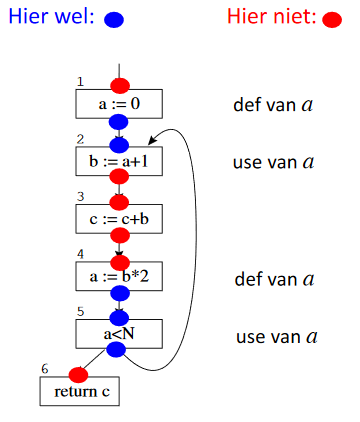 Hier wel:
Hier niet:
1
a := 0
def van a
2
b := a+1
use van a
3
c := c+b
4
a := b*2
def van a
5
a<N
use van a
6
return c